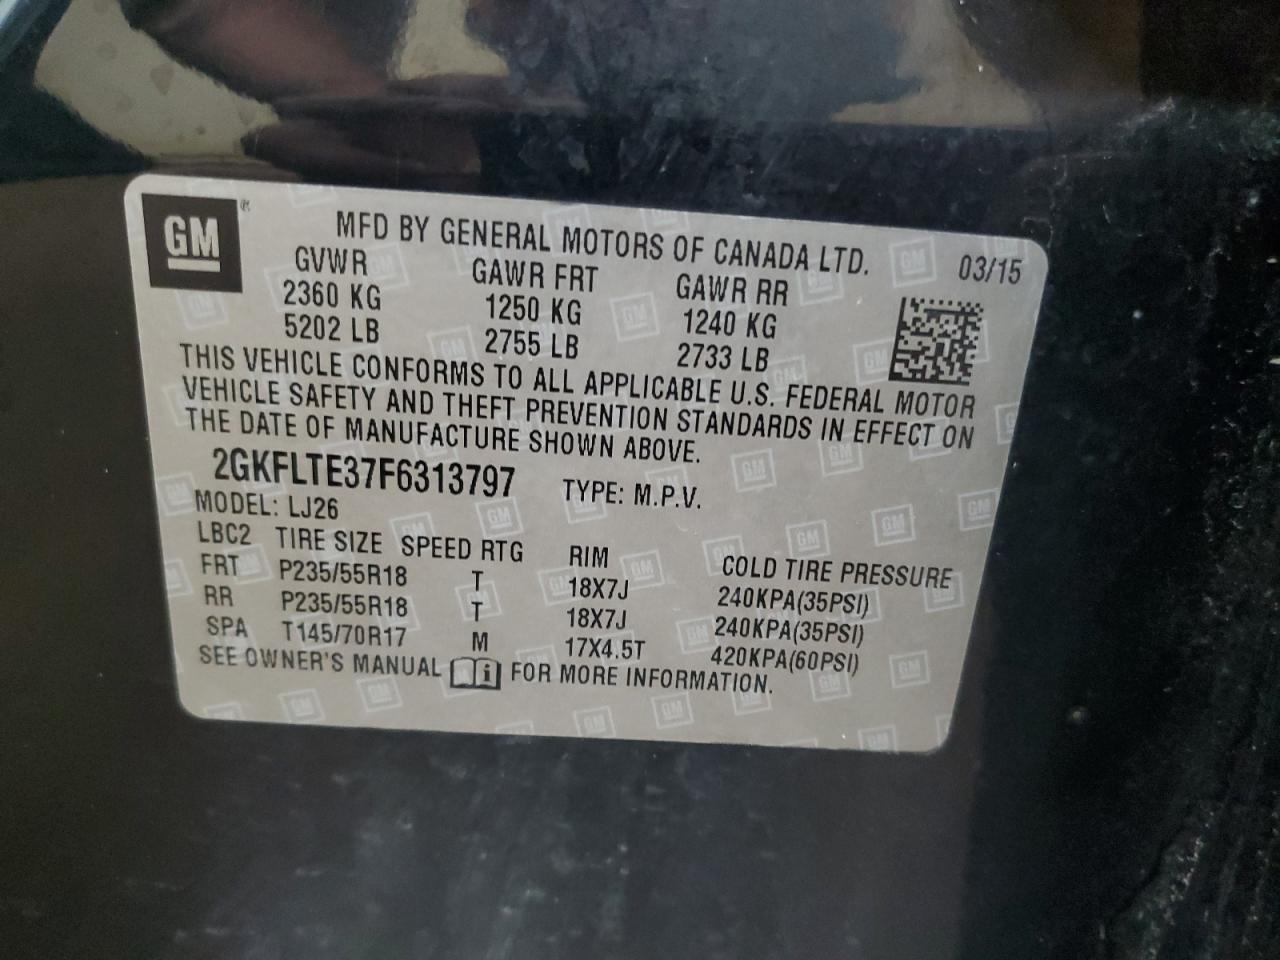 GM ®
MFD BY GENERAL MOTORS OF CANADA LTD. 03/15
GVWR GAWR FRT GAWR RR
2360 KG 1250 KG 1240 KG
5202 LB 2755 LB 2733 LB
THIS VEHICLE CONFORMS TO ALL APPLICABLE U.S. FEDERAL MOTOR
VEHICLE SAFETY AND THEFT PREVENTION STANDARDS IN EFFECT ON
THE DATE OF MANUFACTURE SHOWN ABOVE.
2GKFLTE37F6313797 TYPE: M.P.V.
MODEL: LJ26
LBC2 TIRE SIZE SPEED RTG RIM COLD TIRE PRESSURE
FRT P235/55R18 T 18X7J 240KPA(35PSI)
RR P235/55R18 T 18X7J 240KPA(35PSI)
SPA T145/70R17 M 17X4.5T 420KPA(60PSI)
SEE OWNER'S MANUAL i FOR MORE INFORMATION.